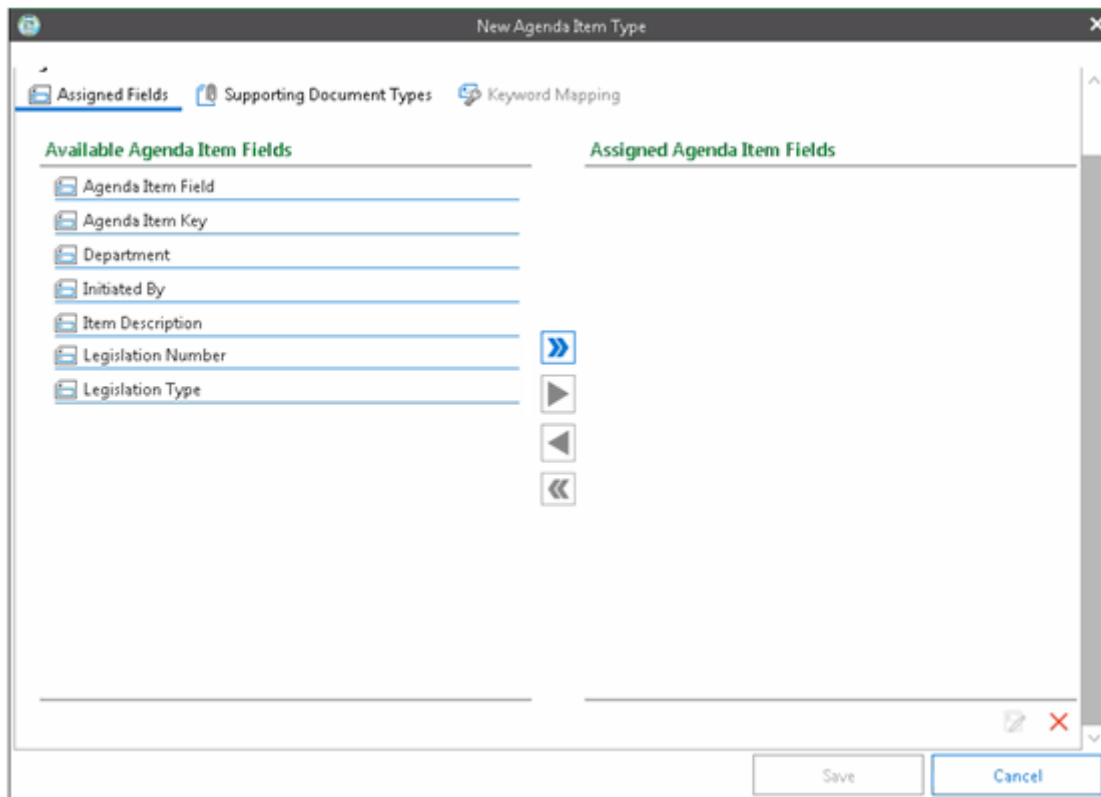 New Agenda Item Type
Assigned Fields Supporting Document Types Keyword Mapping
Available Agenda Item Fields Assigned Agenda Item Fields
Agenda Item Field
Agenda Item Key
Department
Initiated By
Item Description
Legislation Number
Legislation Type
Save Cancel